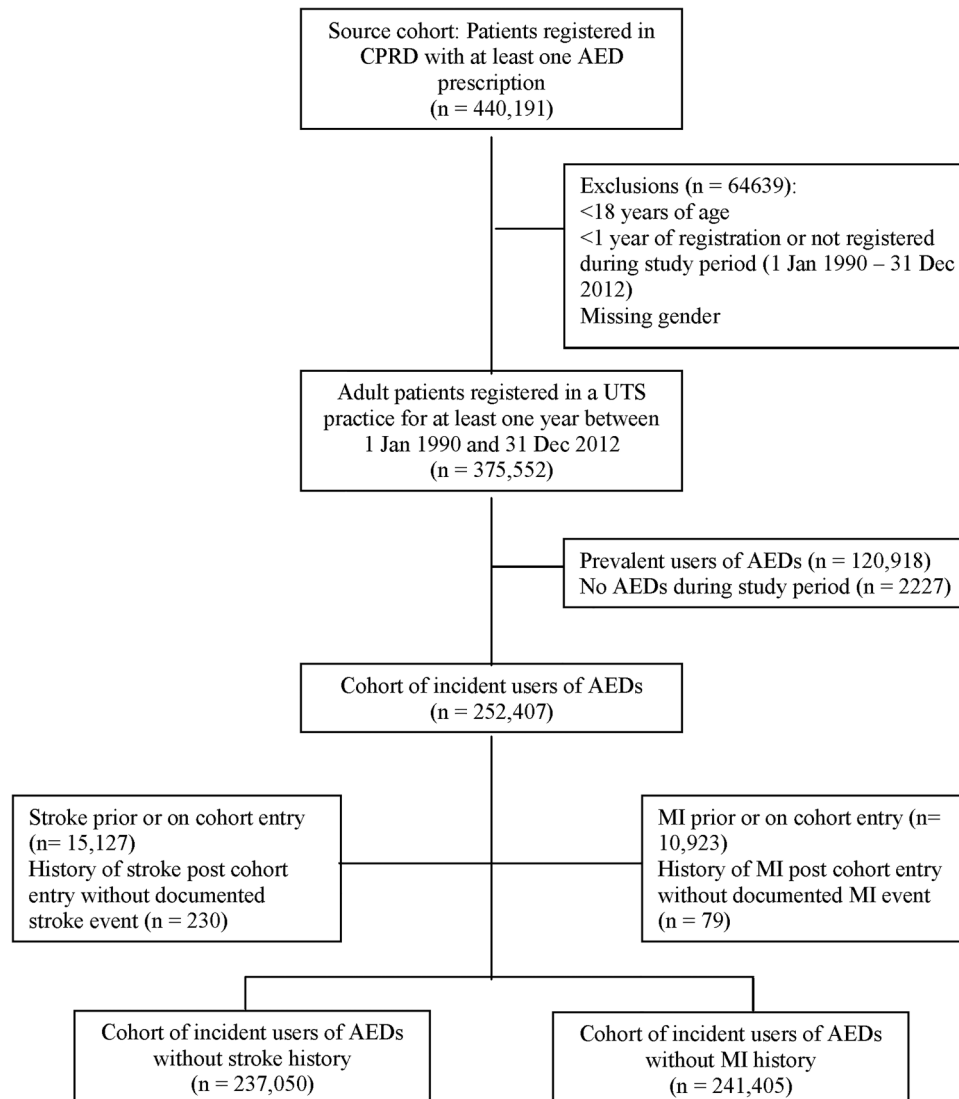 Source cohort: Patients registered in
CPRD with at least one AED
prescription
(n = 440,191)
Exclusions (n = 64639):
<18 years of age
<1 year of registration or not registered
during study period (1 Jan 1990 – 31 Dec
2012)
Missing gender
Adult patients registered in a UTS
practice for at least one year between
1 Jan 1990 and 31 Dec 2012
(n = 375,552)
Prevalent users of AEDs (n = 120,918)
No AEDs during study period (n = 2227)
Cohort of incident users of AEDs
(n = 252,407)
Stroke prior or on cohort entry
(n= 15,127)
History of stroke post cohort
entry without documented
stroke event (n = 230)
MI prior or on cohort entry (n=
10,923)
History of MI post cohort entry
without documented MI event
(n = 79)
Cohort of incident users of AEDs
without stroke history
(n = 237,050)
Cohort of incident users of AEDs
without MI history
(n = 241,405)